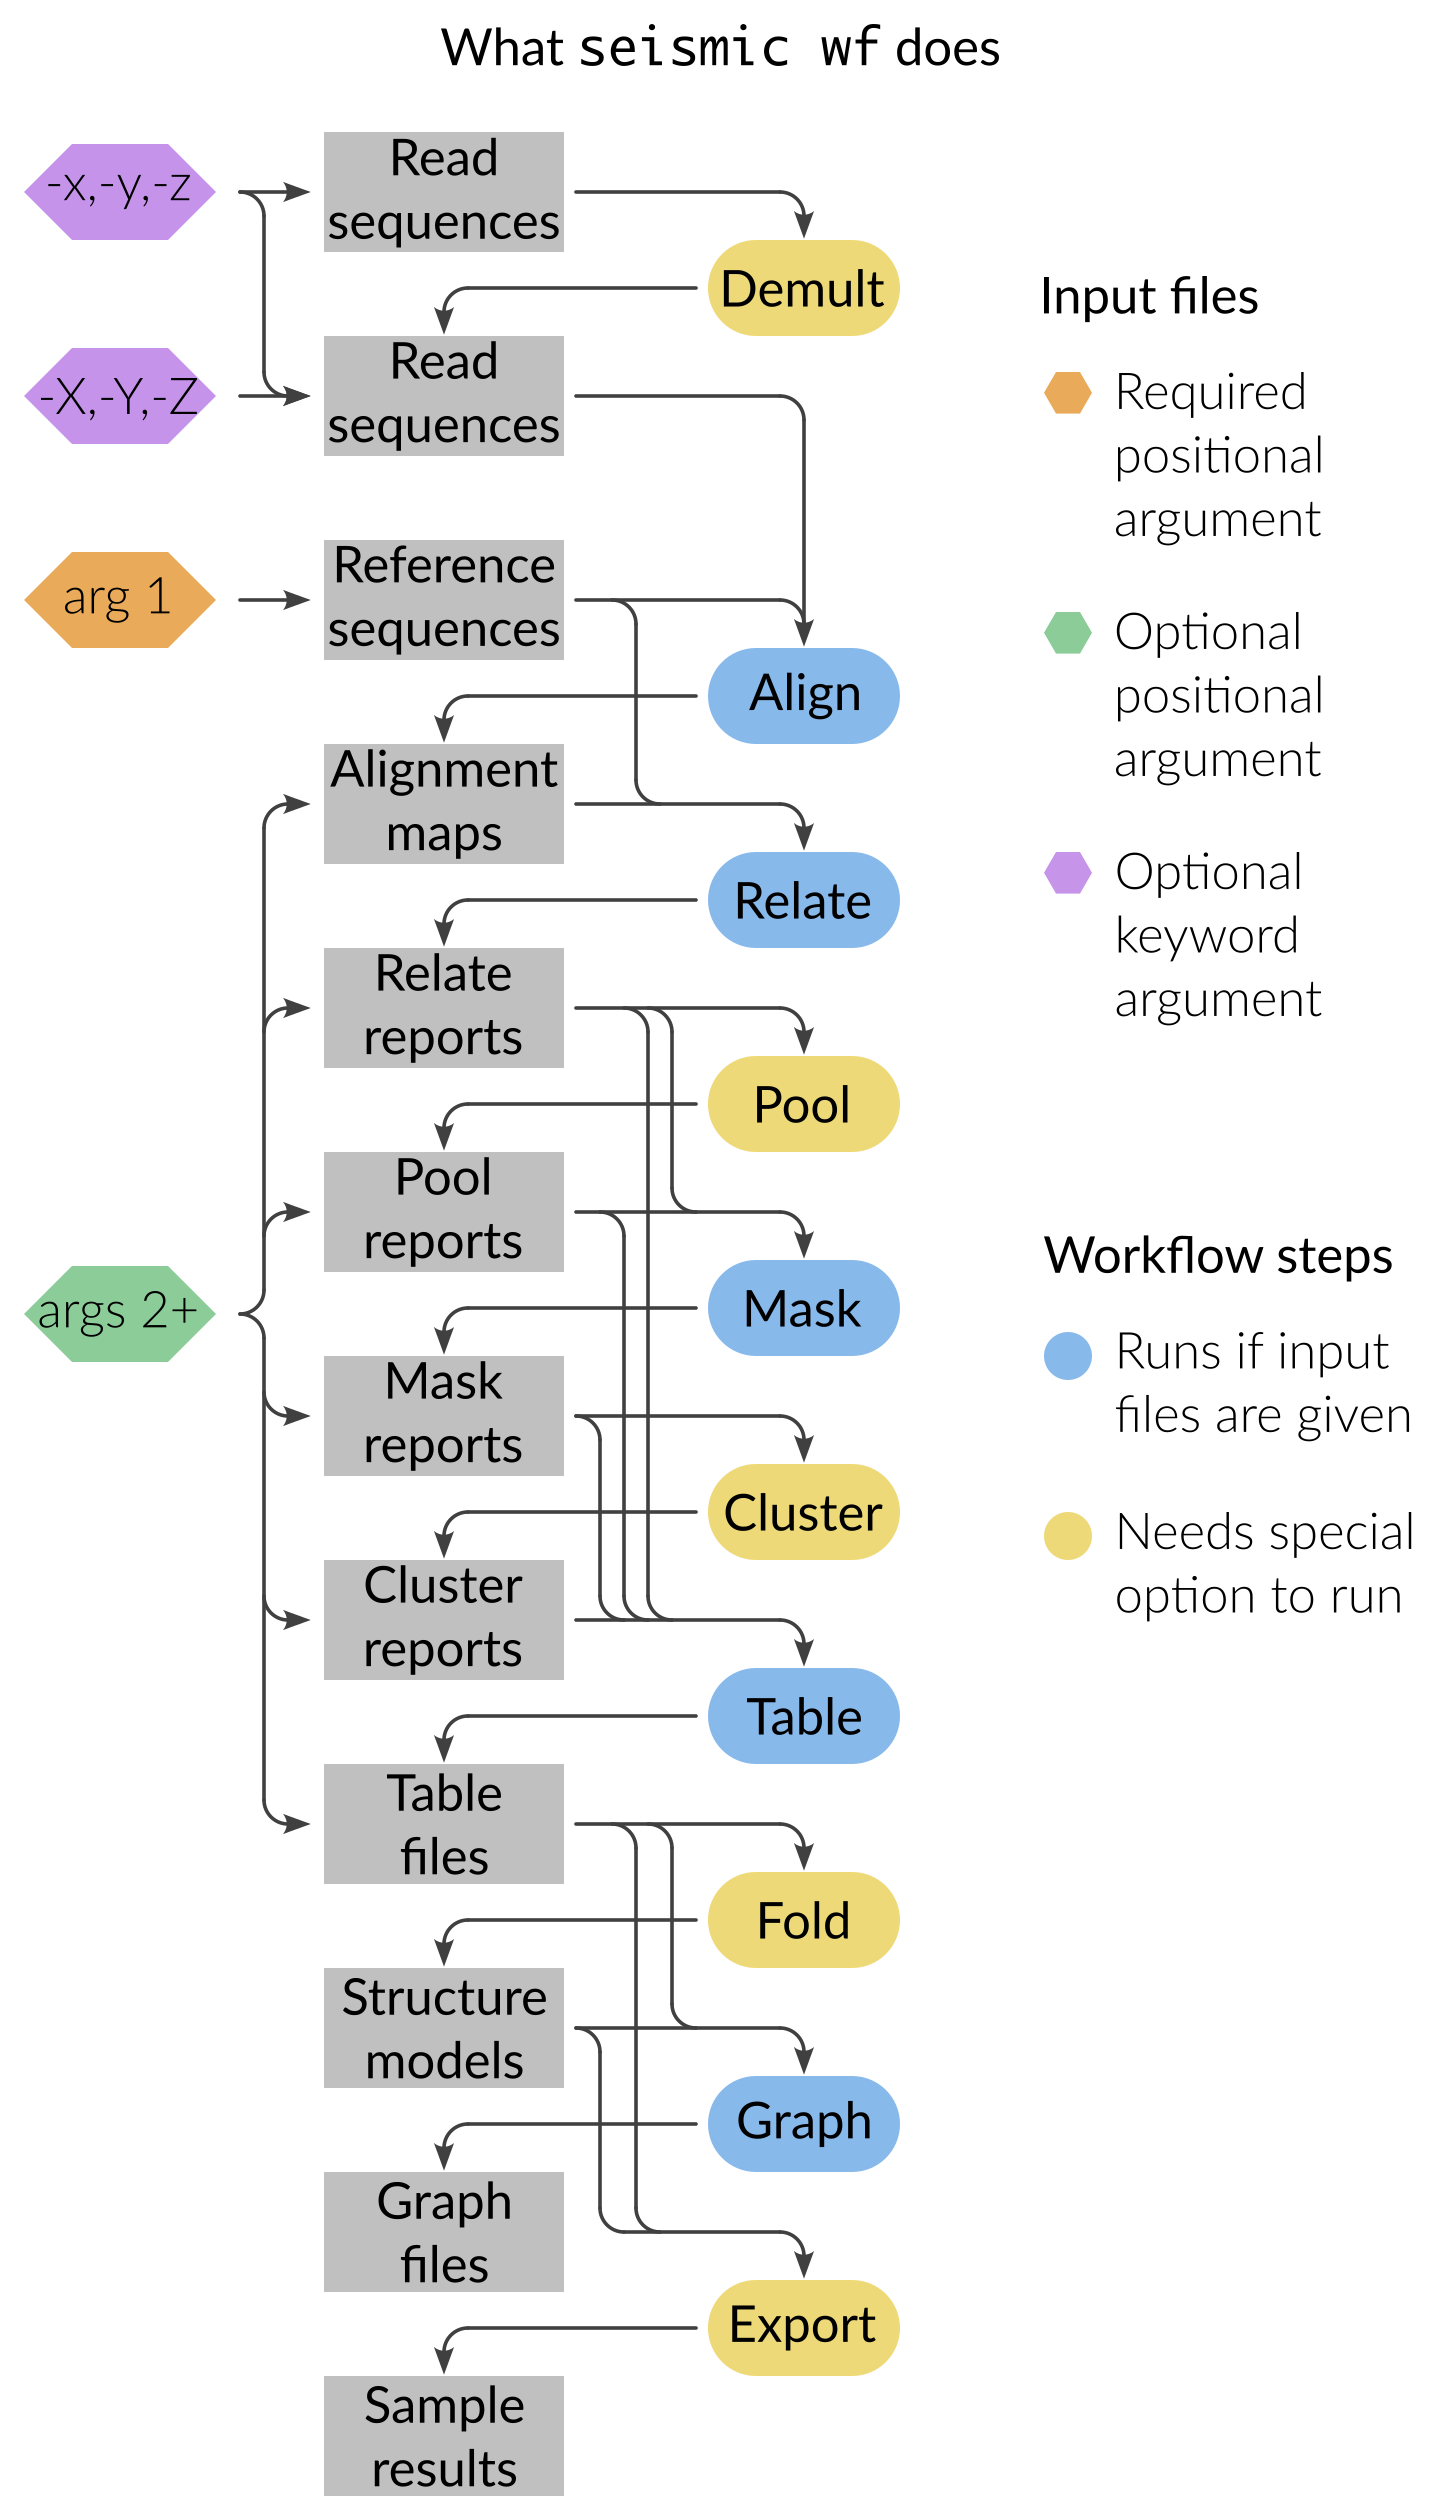 What seismic wf does
-x,-y,-z
Read
sequences
Demult
-X,-Y,-Z
Read
sequences
arg 1
Reference
sequences
Align
Alignment
maps
Relate
Relate
reports
Pool
Pool
reports
Mask
args 2+
Mask
reports
Cluster
Cluster
reports
Table
Table
files
Fold
Structure
models
Graph
Graph
files
Export
Sample
results
Input files
Required
positional
argument
Optional
positional
argument
Optional
keyword
argument
Workflow steps
Runs if input
files are given
Needs special
option to run